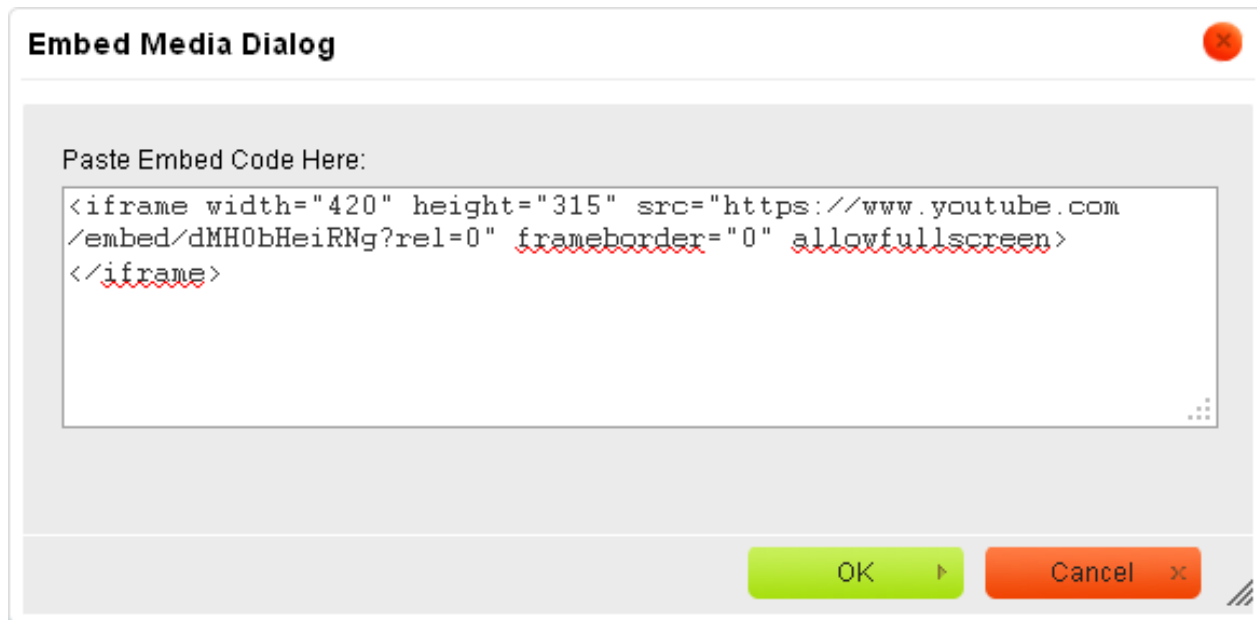 Embed Media Dialog
Paste Embed Code Here:
<iframe width="420" height="315" src="https://www.youtube.com
/embed/dMH0bHeiRNg?rel=0" frameborder="0" allowfullscreen>
</iframe>
OK
Cancel